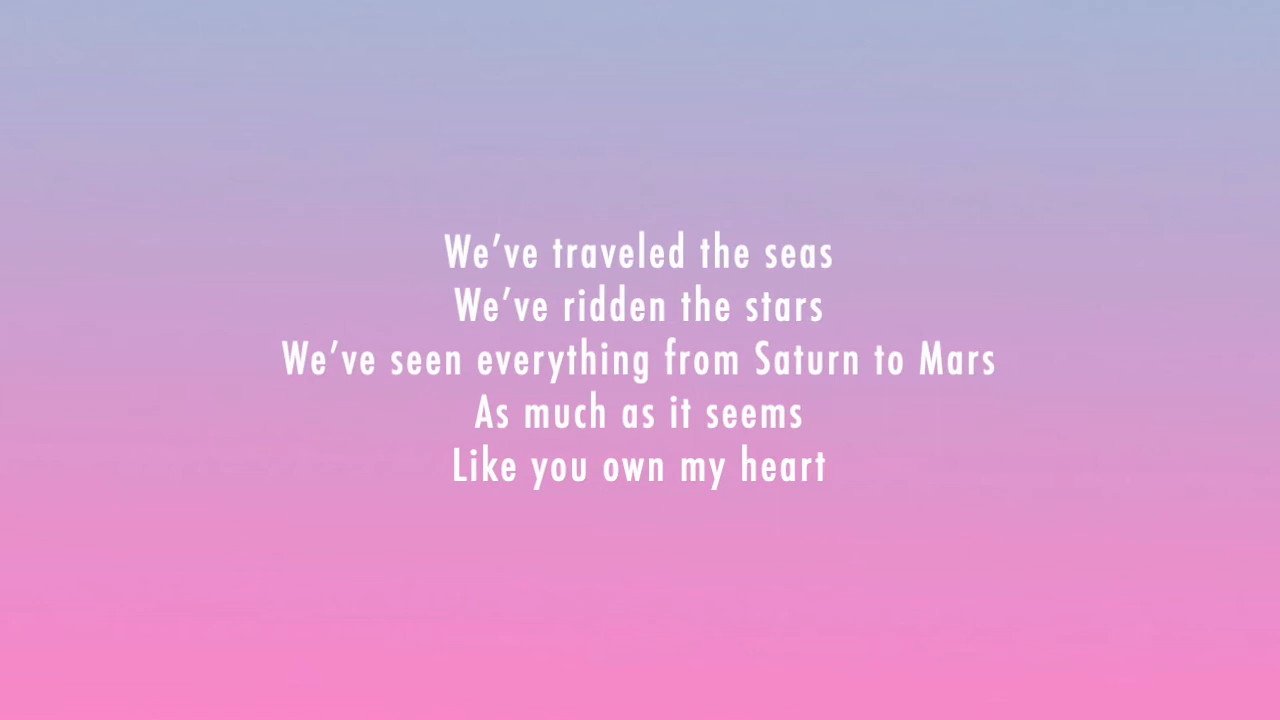 We’ve traveled the seas
We’ve ridden the stars
We’ve seen everything from Saturn to Mars
As much as it seems
Like you own my heart